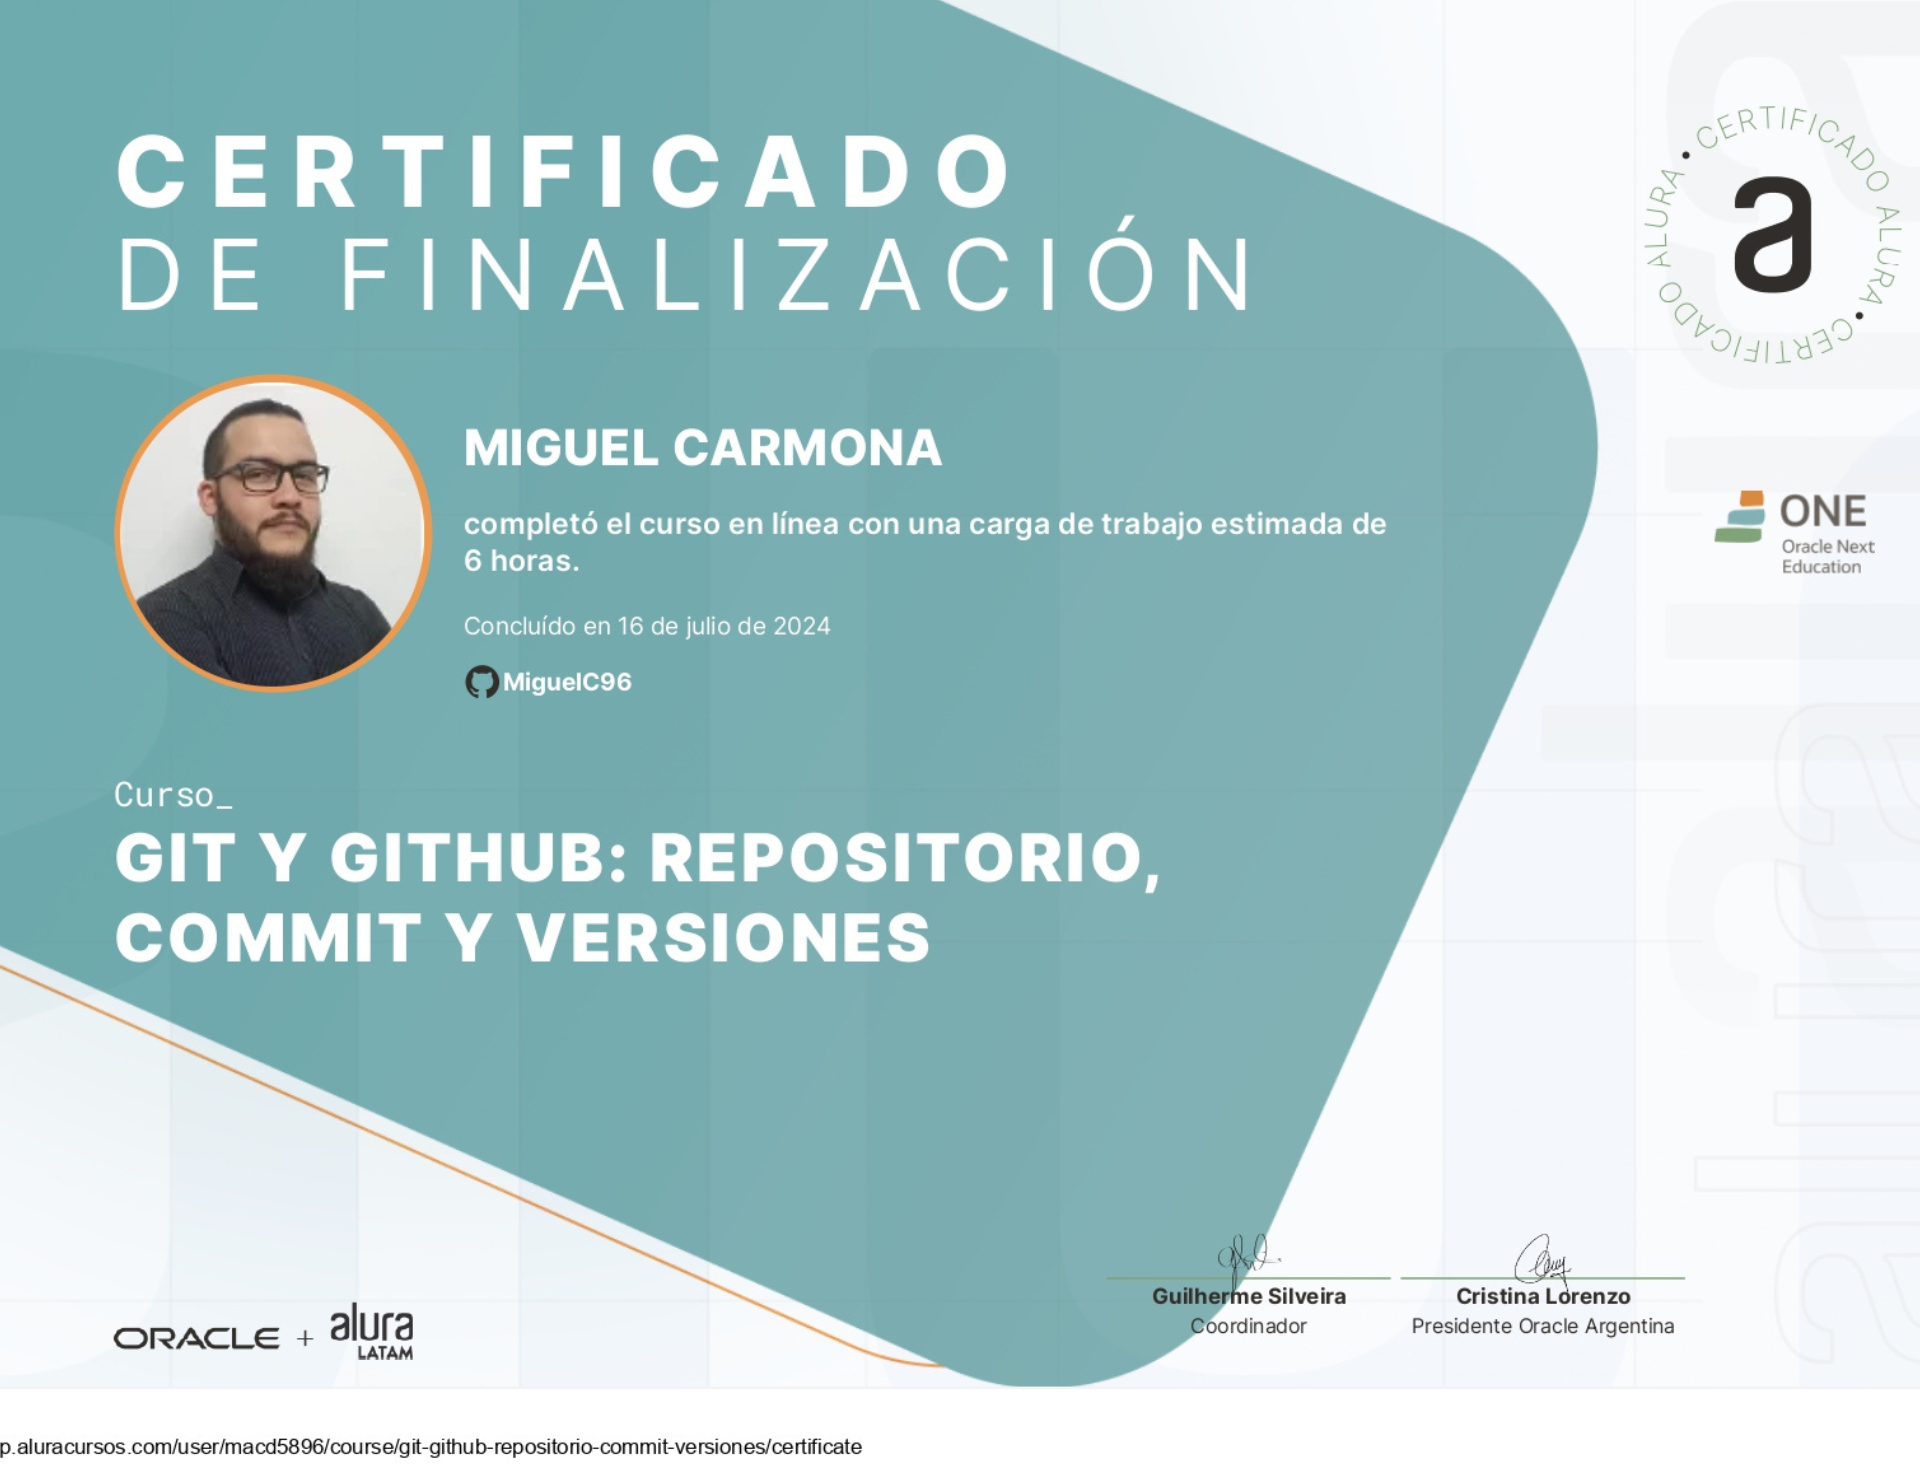 CERTIFICADO
DE FINALIZACIÓN
CERTIFICADO ALURA • CERTIFICADO ALURA •
a
MIGUEL CARMONA
completó el curso en línea con una carga de trabajo estimada de
6 horas.
Concluído en 16 de julio de 2024
MiguelC96
ONE
Oracle Next
Education
Curso_
GIT Y GITHUB: REPOSITORIO,
COMMIT Y VERSIONES
Guilherme Silveira
Coordinador
Cristina Lorenzo
Presidente Oracle Argentina
ORACLE + alura
LATAM
p.aluracursos.com/user/macd5896/course/git-github-repositorio-commit-versiones/certificate